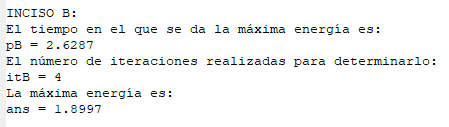 INCISO B:
El tiempo en el que se da la máxima energía es:
pB = 2.6287
El número de iteraciones realizadas para determinarlo:
itB = 4
La máxima energía es:
ans = 1.8997